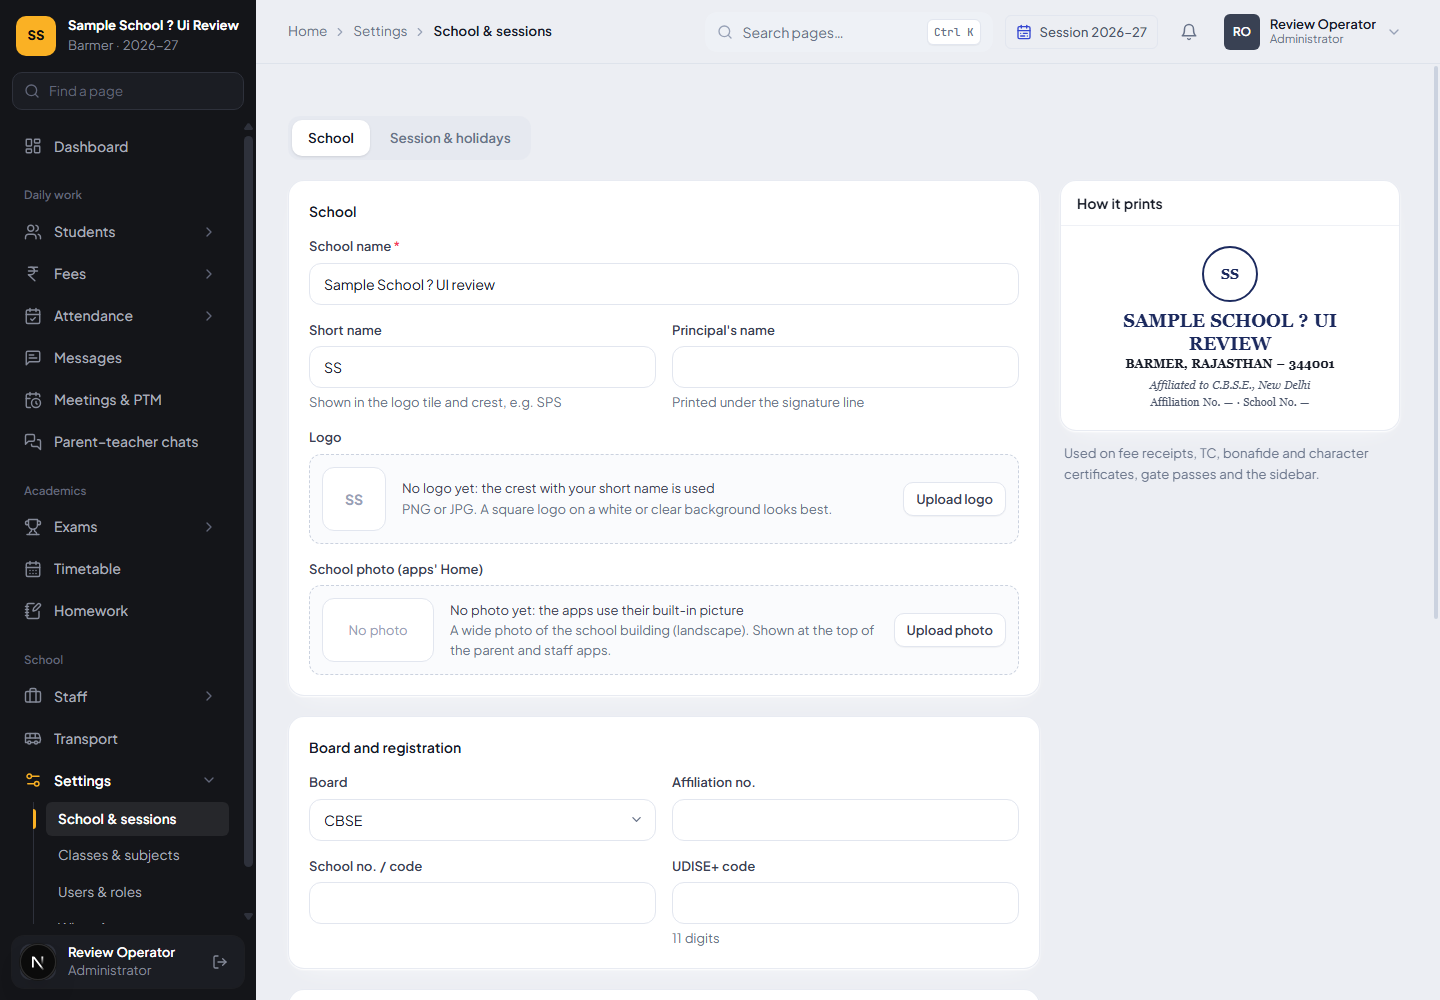 SS
Sample School ? Ui Review
Barmer · 2026–27
Find a page
Dashboard
Daily work
Students
Fees
Attendance
Messages
Meetings & PTM
Parent–teacher chats
Academics
Exams
Timetable
Homework
School
Staff
Transport
Settings
School & sessions
Classes & subjects
Users & roles
N
Review Operator
Administrator
Home > Settings > School & sessions
Search pages…
Ctrl K
Session 2026–27
RO
Review Operator
Administrator
School
Session & holidays
School
School name *
Sample School ? UI review
Short name
SS
Shown in the logo tile and crest, e.g. SPS
Principal's name
Printed under the signature line
Logo
SS
No logo yet: the crest with your short name is used
PNG or JPG. A square logo on a white or clear background looks best.
Upload logo
School photo (apps' Home)
No photo
No photo yet: the apps use their built-in picture
A wide photo of the school building (landscape). Shown at the top of
the parent and staff apps.
Upload photo
Board and registration
Board
CBSE
Affiliation no.
School no. / code
UDISE+ code
11 digits
How it prints
SS
SAMPLE SCHOOL ? UI
REVIEW
BARMER, RAJASTHAN – 344001
Affiliated to C.B.S.E., New Delhi
Affiliation No. — · School No. —
Used on fee receipts, TC, bonafide and character
certificates, gate passes and the sidebar.